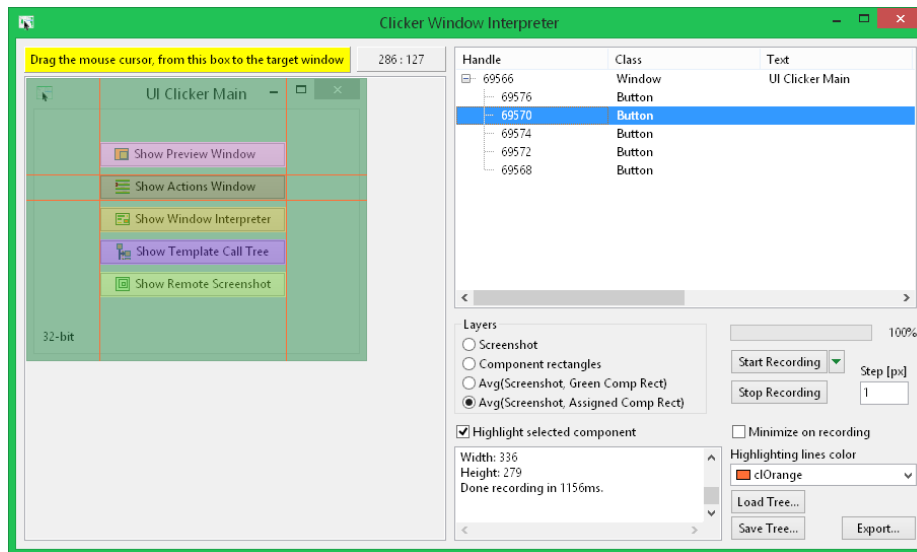 Clicker Window Interpreter
Drag the mouse cursor, from this box to the target window
286 : 127
UI Clicker Main
Show Preview Window
Show Actions Window
Show Window Interpreter
Show Template Call Tree
Show Remote Screenshot
32-bit
Handle Class Text
69566 Window UI Clicker Main
69576 Button
69570 Button
69574 Button
69572 Button
69568 Button
Layers
Screenshot
Component rectangles
Avg(Screenshot, Green Comp Rect)
Avg(Screenshot, Assigned Comp Rect)
100%
Start Recording
Step [px]
Stop Recording
1
Highlight selected component
Minimize on recording
Width: 336
Height: 279
Done recording in 1156ms.
Highlighting lines color
clOrange
Load Tree...
Save Tree...
Export...